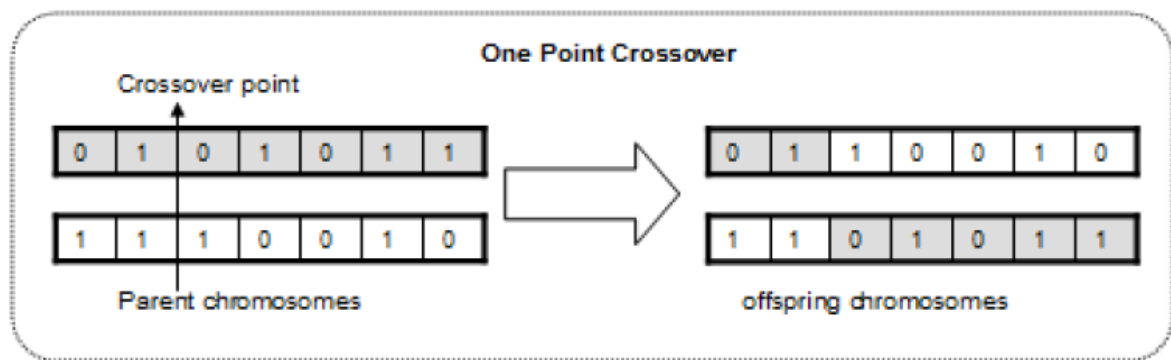 One Point Crossover
Crossover point
0 1 0 1 0 1 1
0 1 1 0 0 1 0
1 1 1 0 0 1 0
1 1 0 1 0 1 1
Parent chromosomes
offspring chromosomes